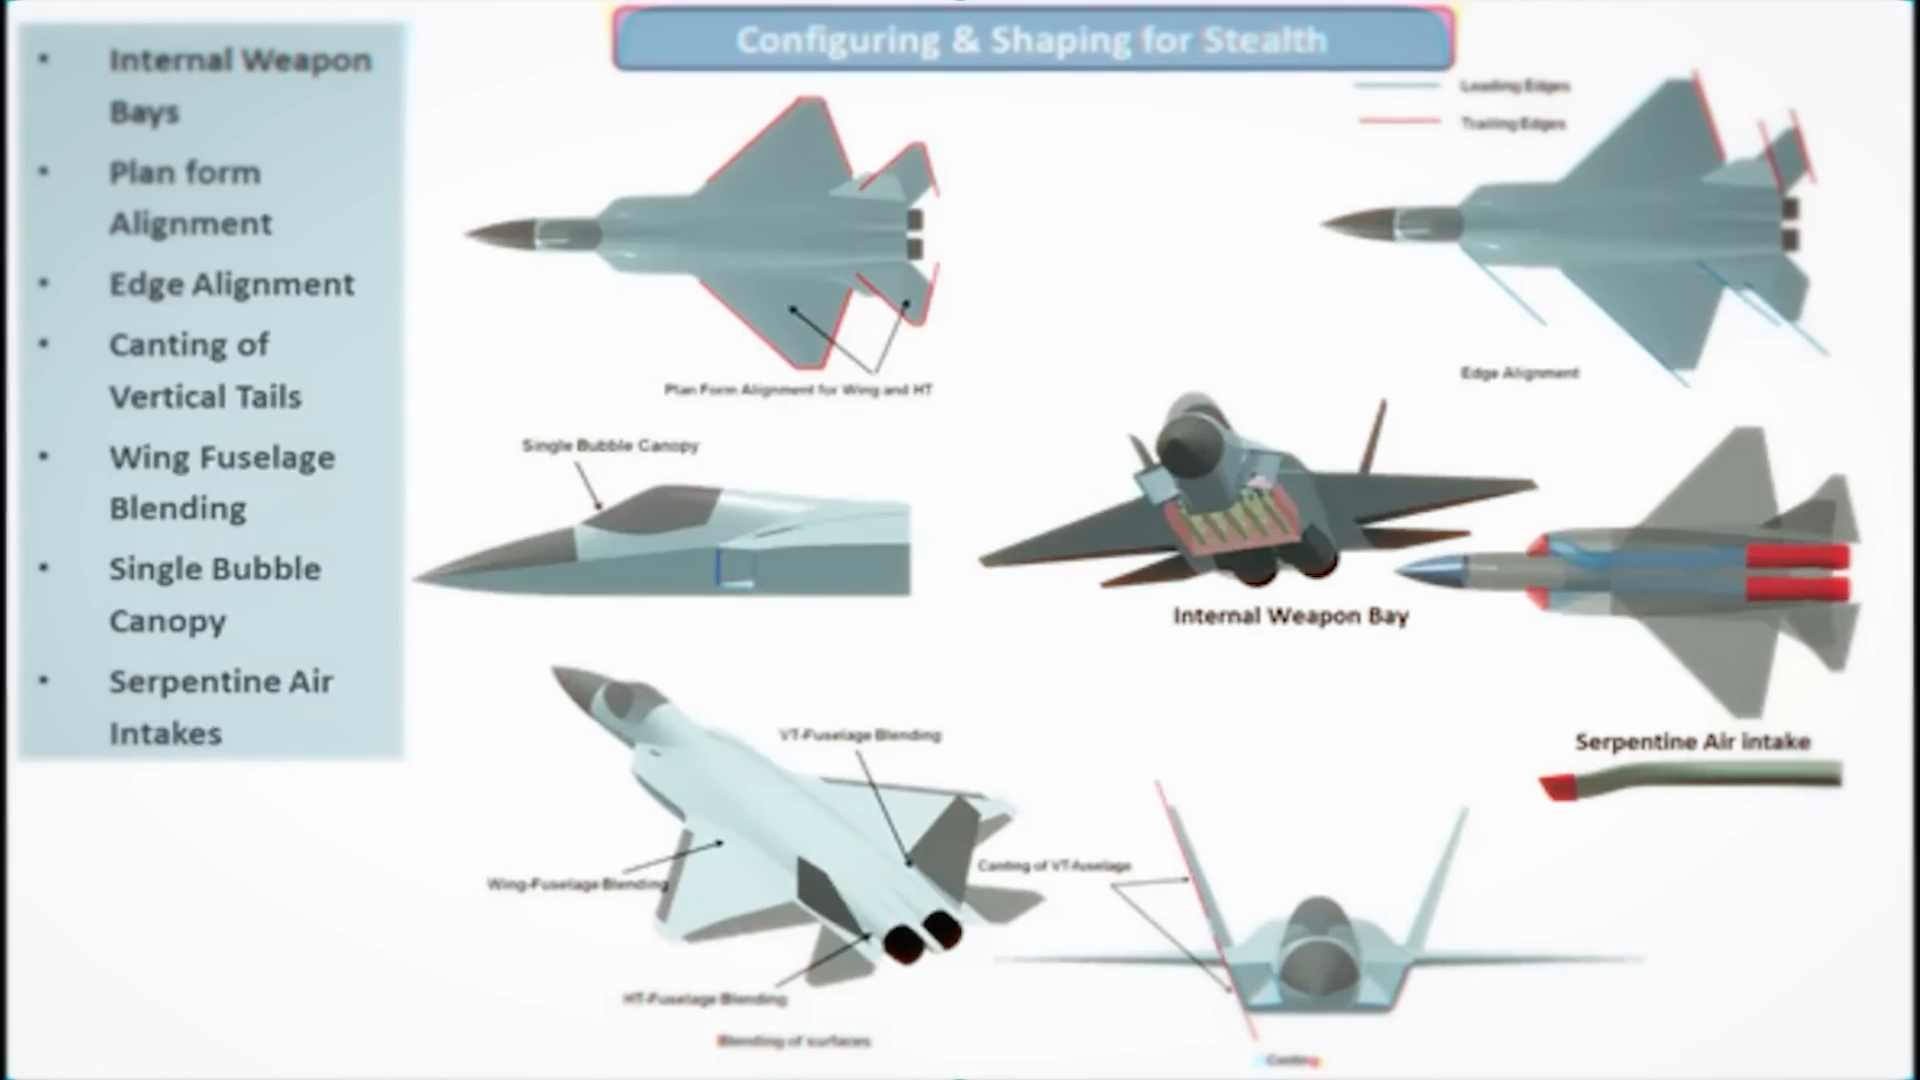 Configuring & Shaping for Stealth
Internal Weapon
Bays
Plan form
Alignment
Edge Alignment
Canting of
Vertical Tails
Wing Fuselage
Blending
Single Bubble
Canopy
Serpentine Air
Intakes
Leading Edges
Trailing Edges
Plan Form Alignment for Wing and HT
Edge Alignment
Single Bubble Canopy
Internal Weapon Bay
Serpentine Air intake
VT-Fuselage Blending
Wing-Fuselage Blending
HT-Fuselage Blending
Blending of surfaces
Canting of VT-fuselage
Canting